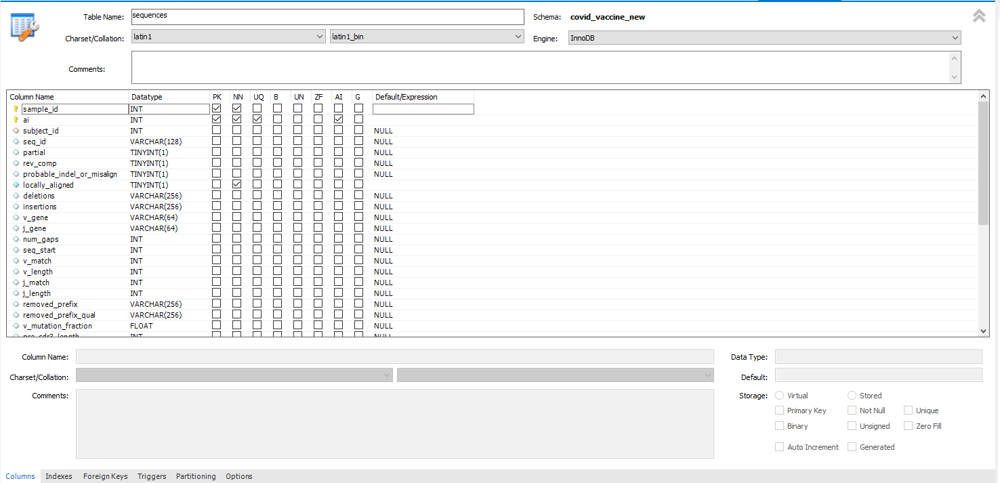 Table Name: sequences Schema: covid_vaccine_new
Charset/Collation: latin1 latin1_bin Engine: InnoDB
Comments:
Column Name Datatype PK NN UQ B UN ZF AI G Default/Expression
sample_id INT
ai INT
subject_id INT NULL
seq_id VARCHAR(128) NULL
partial TINYINT(1) NULL
rev_comp TINYINT(1) NULL
probable_indel_or_misalign TINYINT(1) NULL
locally_aligned TINYINT(1)
deletions VARCHAR(256) NULL
insertions VARCHAR(256) NULL
v_gene VARCHAR(64) NULL
j_gene VARCHAR(64) NULL
num_gaps INT NULL
seq_start INT NULL
v_match INT NULL
v_length INT NULL
j_match INT NULL
j_length INT NULL
removed_prefix VARCHAR(256) NULL
removed_prefix_qual VARCHAR(256) NULL
v_mutation_fraction FLOAT NULL
pre_cdr3_length INT NULL
Column Name: Data Type:
Charset/Collation: Default:
Comments: Storage: Virtual Stored
Primary Key Not Null Unique
Binary Unsigned Zero Fill
Auto Increment Generated
Columns Indexes Foreign Keys Triggers Partitioning Options